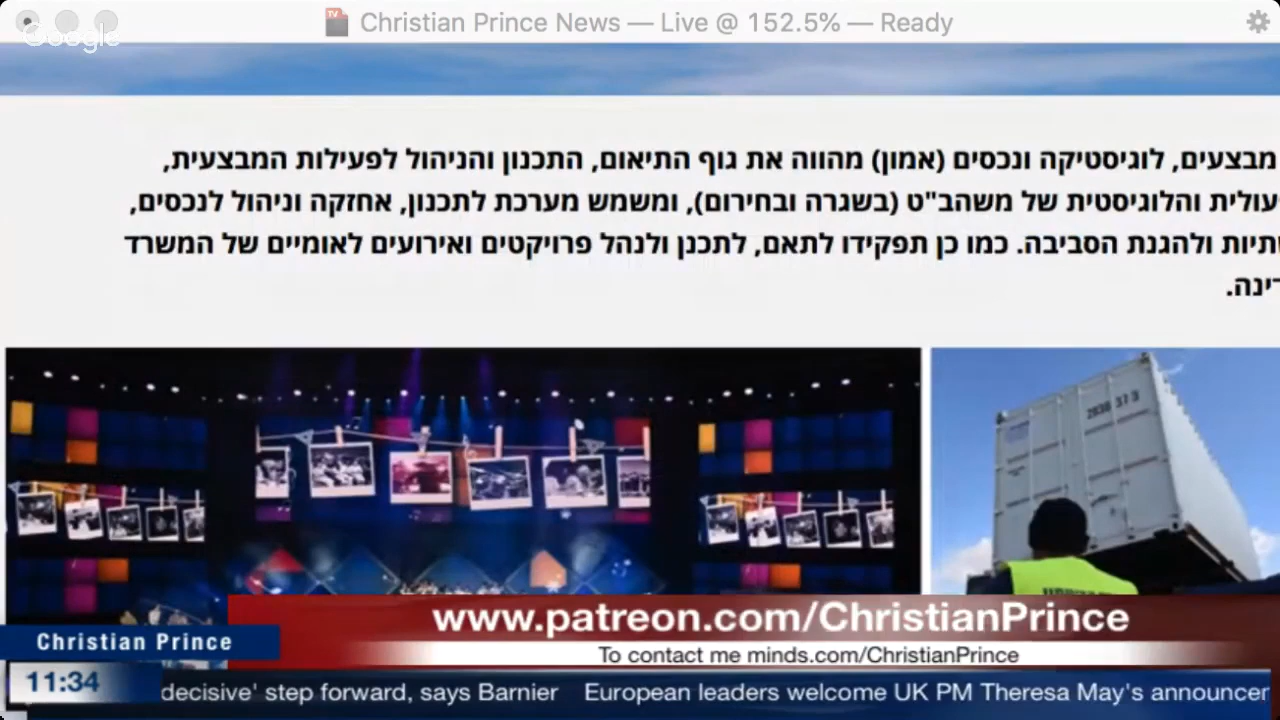 Christian Prince News — Live @ 152.5% — Ready
Google
מבצעים, לוגיסטיקה ונכסים (אמון) מהווה את גוף התיאום, התכנון והניהול לפעילות המבצעית,
עולית והלוגיסטית של משהב"ט (בשגרה ובחירום), ומשמש מערכת לתכנון, אחזקה וניהול לנכסים,
תיות ולהגנת הסביבה. כמו כן תפקידו לתאם, לתכנן ולנהל פרויקטים ואירועים לאומיים של המשרד
ינה.
www.patreon.com/ChristianPrince
Christian Prince
To contact me minds.com/ChristianPrince
11:34
decisive' step forward, says Barnier European leaders welcome UK PM Theresa May's announcer